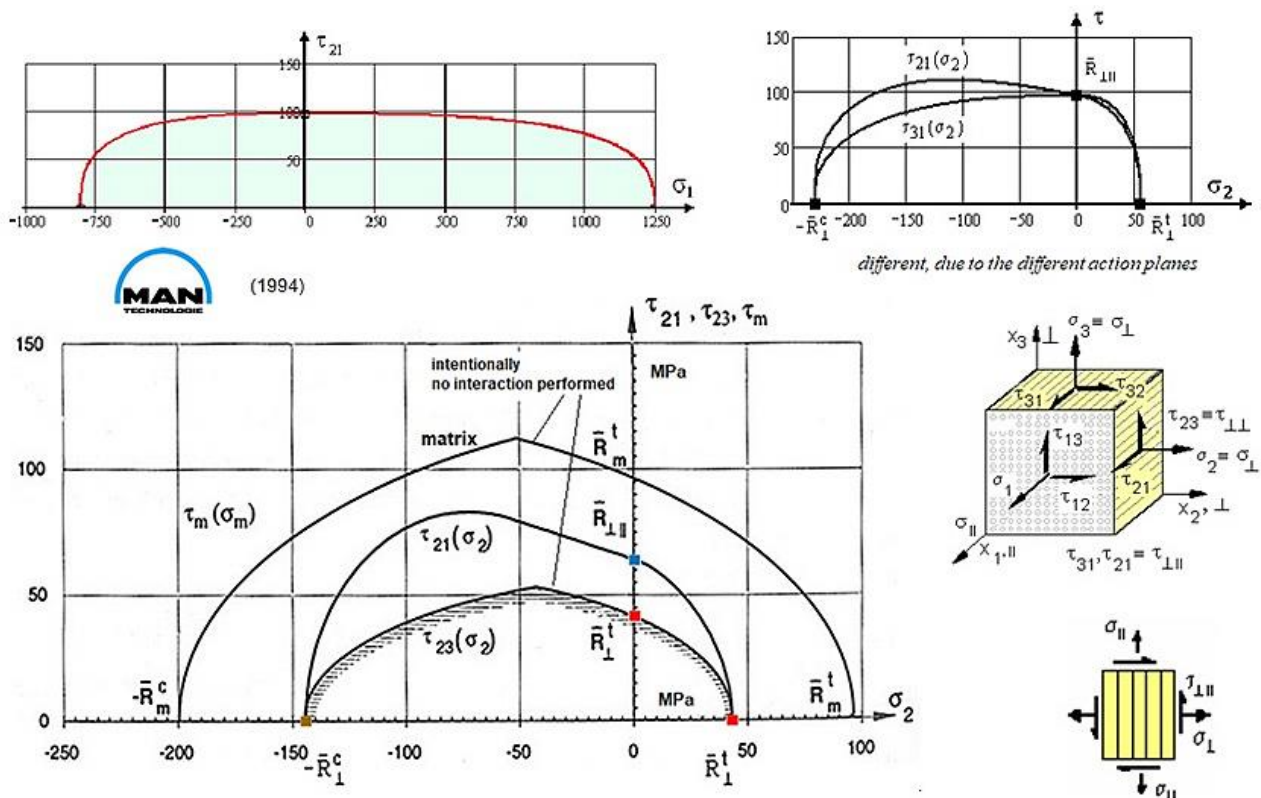 τ21
150
100
50
σ1
-1000 -750 -500 -250 0 250 500 750 1000 1250
τ
150
100
50
0
τ21(σ2)
R̄⊥||
τ31(σ2)
σ2
-200 -150 -100 -50 0 50 100
-R̄⊥c
R̄⊥t
different, due to the different action planes
MAN
TECHNOLOGIE
(1994)
τ21 , τ23, τm
150
100
50
0
intentionally
no interaction performed
MPa
matrix
R̄mt
τm(σm)
τ21(σ2)
R̄⊥||
τ23(σ2)
R̄⊥t
-R̄mc
MPa
R̄mt
σ2
-250 -200 -150 -100 -50 0 50 100
-R̄⊥c
R̄⊥t
x3 ⊥
σ3= σ⊥
τ31
τ32
τ13
τ23=τ⊥⊥
σ2=σ⊥
σ1
τ12
τ21
σ||
x1,||
x2, ⊥
τ31,τ21= τ⊥||
σ||
τ⊥||
σ⊥
σ||